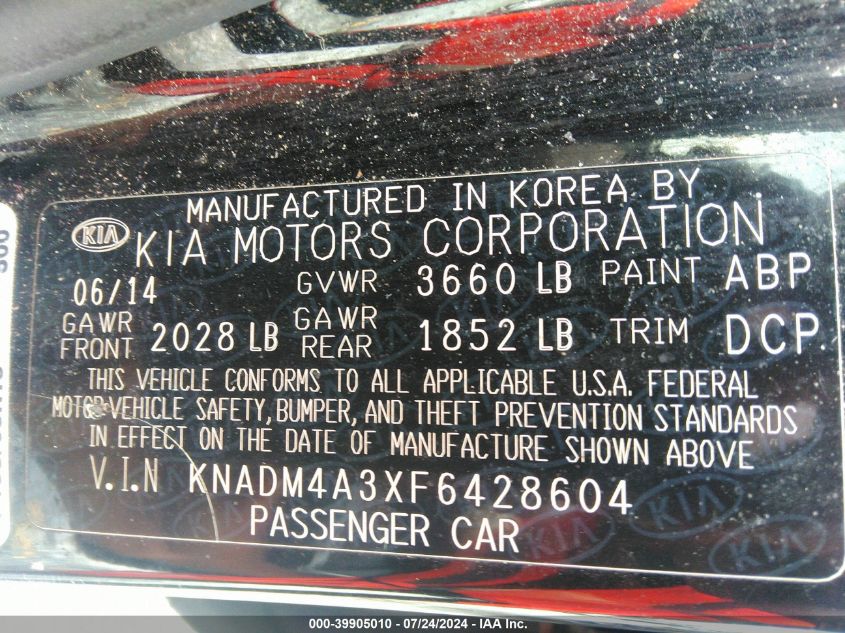 MANUFACTURED IN KOREA BY
KIA KIA MOTORS CORPORATION
06/14 GVWR 3660 LB PAINT ABP
GAWR FRONT 2028 LB GAWR REAR 1852 LB TRIM DCP
THIS VEHICLE CONFORMS TO ALL APPLICABLE U.S.A. FEDERAL
MOTOR VEHICLE SAFETY, BUMPER, AND THEFT PREVENTION STANDARDS
IN EFFECT ON THE DATE OF MANUFACTURE SHOWN ABOVE
V.I.N KNADM4A3XF6428604
PASSENGER CAR
000-39905010 - 07/24/2024 - IAA Inc.